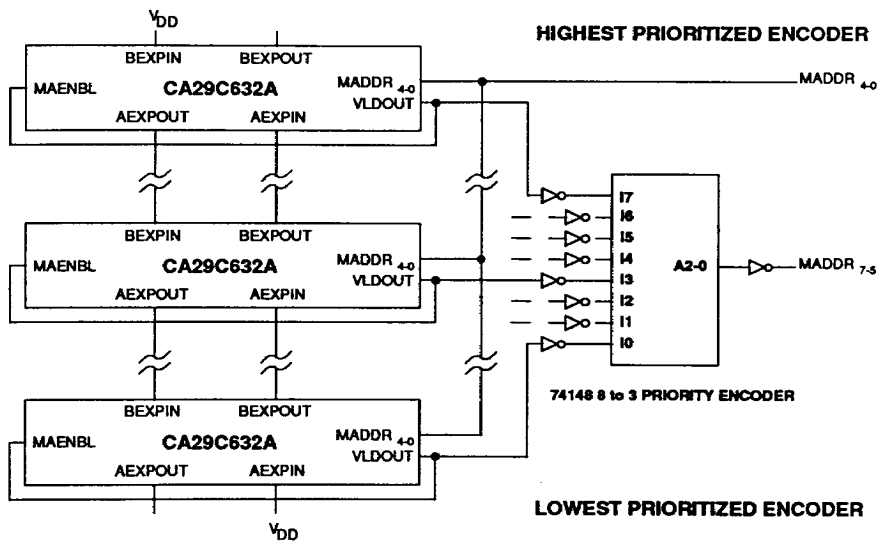 VDD
BEXPIN BEXPOUT
HIGHEST PRIORITIZED ENCODER
MAENBL CA29C632A MADDR 4-0
VLDOUT
MADDR 4-0
AEXPOUT AEXPIN
I7
I6
I5
I4
I3
I2
I1
I0
A2-0
MADDR 7-5
74148 8 to 3 PRIORITY ENCODER
BEXPIN BEXPOUT
MAENBL CA29C632A MADDR 4-0
VLDOUT
AEXPOUT AEXPIN
BEXPIN BEXPOUT
MAENBL CA29C632A MADDR 4-0
VLDOUT
AEXPOUT AEXPIN
VDD
LOWEST PRIORITIZED ENCODER